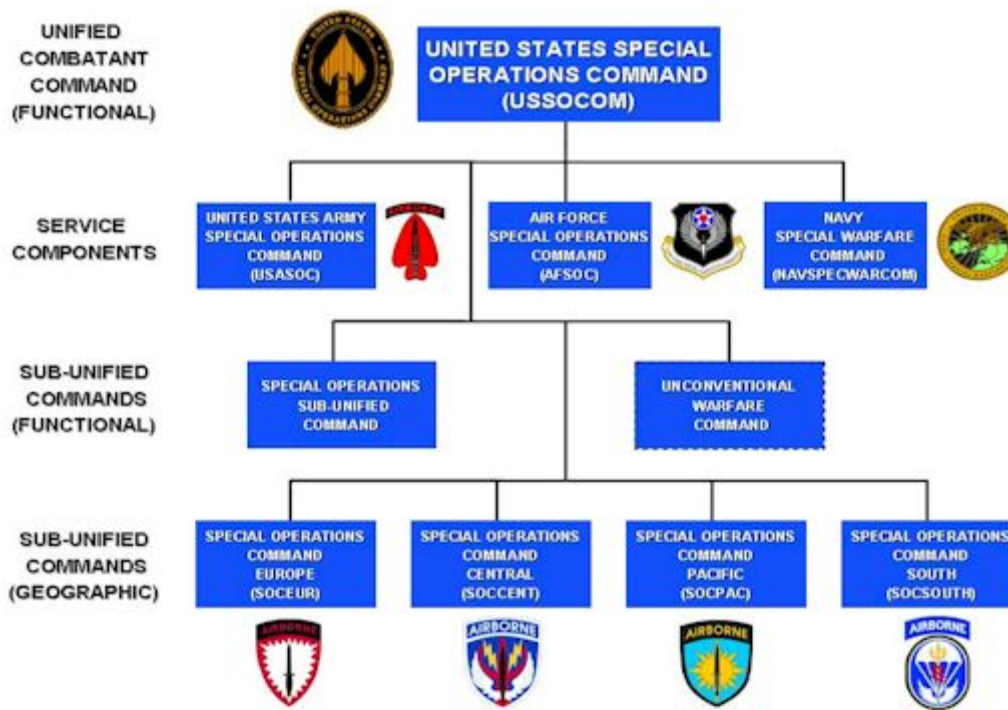 UNIFIED
COMBATANT
COMMAND
(FUNCTIONAL)
UNITED STATES SPECIAL
OPERATIONS COMMAND
(USSOCOM)
SERVICE
COMPONENTS
UNITED STATES ARMY
SPECIAL OPERATIONS
COMMAND
(USASOC)
AIRBORNE
AIR FORCE
SPECIAL OPERATIONS
COMMAND
(AFSOC)
NAVY
SPECIAL WARFARE
COMMAND
(NAVSPECWARCOM)
SUB-UNIFIED
COMMANDS
(FUNCTIONAL)
SPECIAL OPERATIONS
SUB-UNIFIED
COMMAND
UNCONVENTIONAL
WARFARE
COMMAND
SUB-UNIFIED
COMMANDS
(GEOGRAPHIC)
SPECIAL OPERATIONS
COMMAND
EUROPE
(SOCEUR)
SPECIAL OPERATIONS
COMMAND
CENTRAL
(SOCCENT)
SPECIAL OPERATIONS
COMMAND
PACIFIC
(SOCPAC)
SPECIAL OPERATIONS
COMMAND
SOUTH
(SOCSOUTH)
AIRBORNE
AIRBORNE
AIRBORNE
AIRBORNE